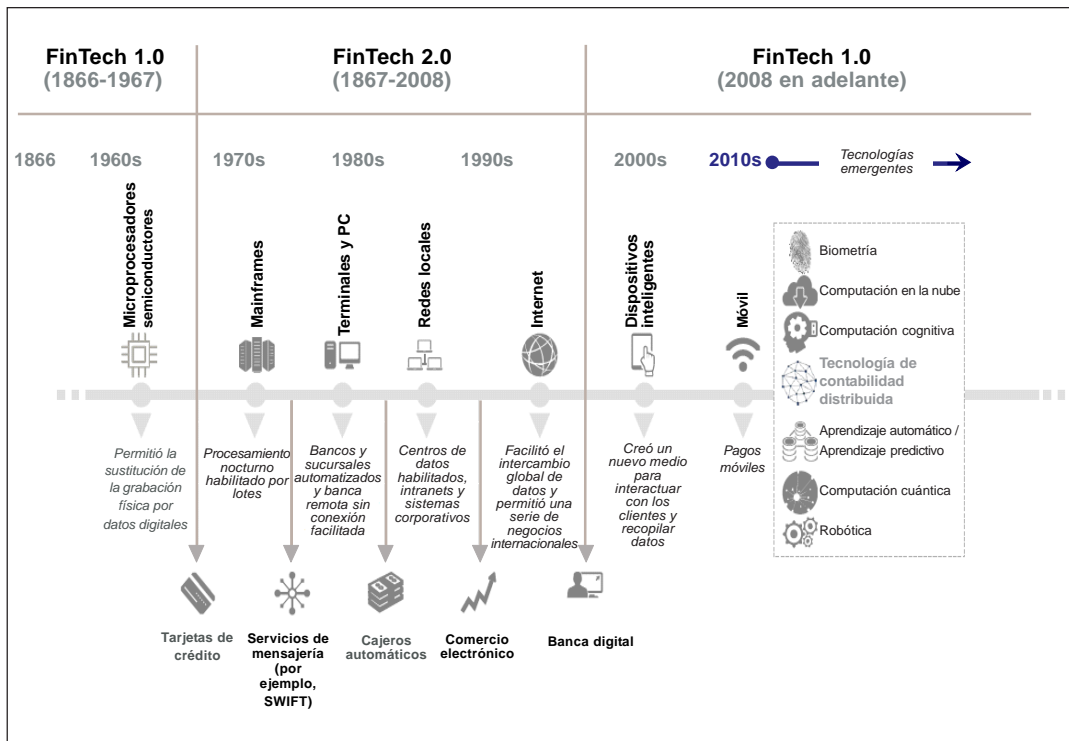 FinTech 1.0
(1866-1967)
FinTech 2.0
(1867-2008)
FinTech 1.0
(2008 en adelante)
1866
1960s
1970s
1980s
1990s
2000s
2010s
Tecnologías
emergentes
Microprocesadores
semiconductores
Mainframes
Terminales y PC
Redes locales
Internet
Dispositivos
inteligentes
Móvil
Biometría
Computación en la nube
Computación cognitiva
Tecnología de
contabilidad
distribuida
Aprendizaje automático /
Aprendizaje predictivo
Computación cuántica
Robótica
Permitió la
sustitución de
la grabación
física por
datos digitales
Procesamiento
nocturno
habilitado por
lotes
Bancos y
sucursales
automatizados
y banca
remota sin
conexión
facilitada
Centros de
datos
habilitados,
intranets y
sistemas
corporativos
Facilitó el
intercambio
global de
datos y
permitió una
serie de
negocios
internacionales
Creó un
nuevo medio
para
interactuar
con los
clientes y
recopilar
datos
Pagos
móviles
Tarjetas de
crédito
Servicios de
mensajería
(por
ejemplo,
SWIFT)
Cajeros
automáticos
Comercio
electrónico
Banca digital